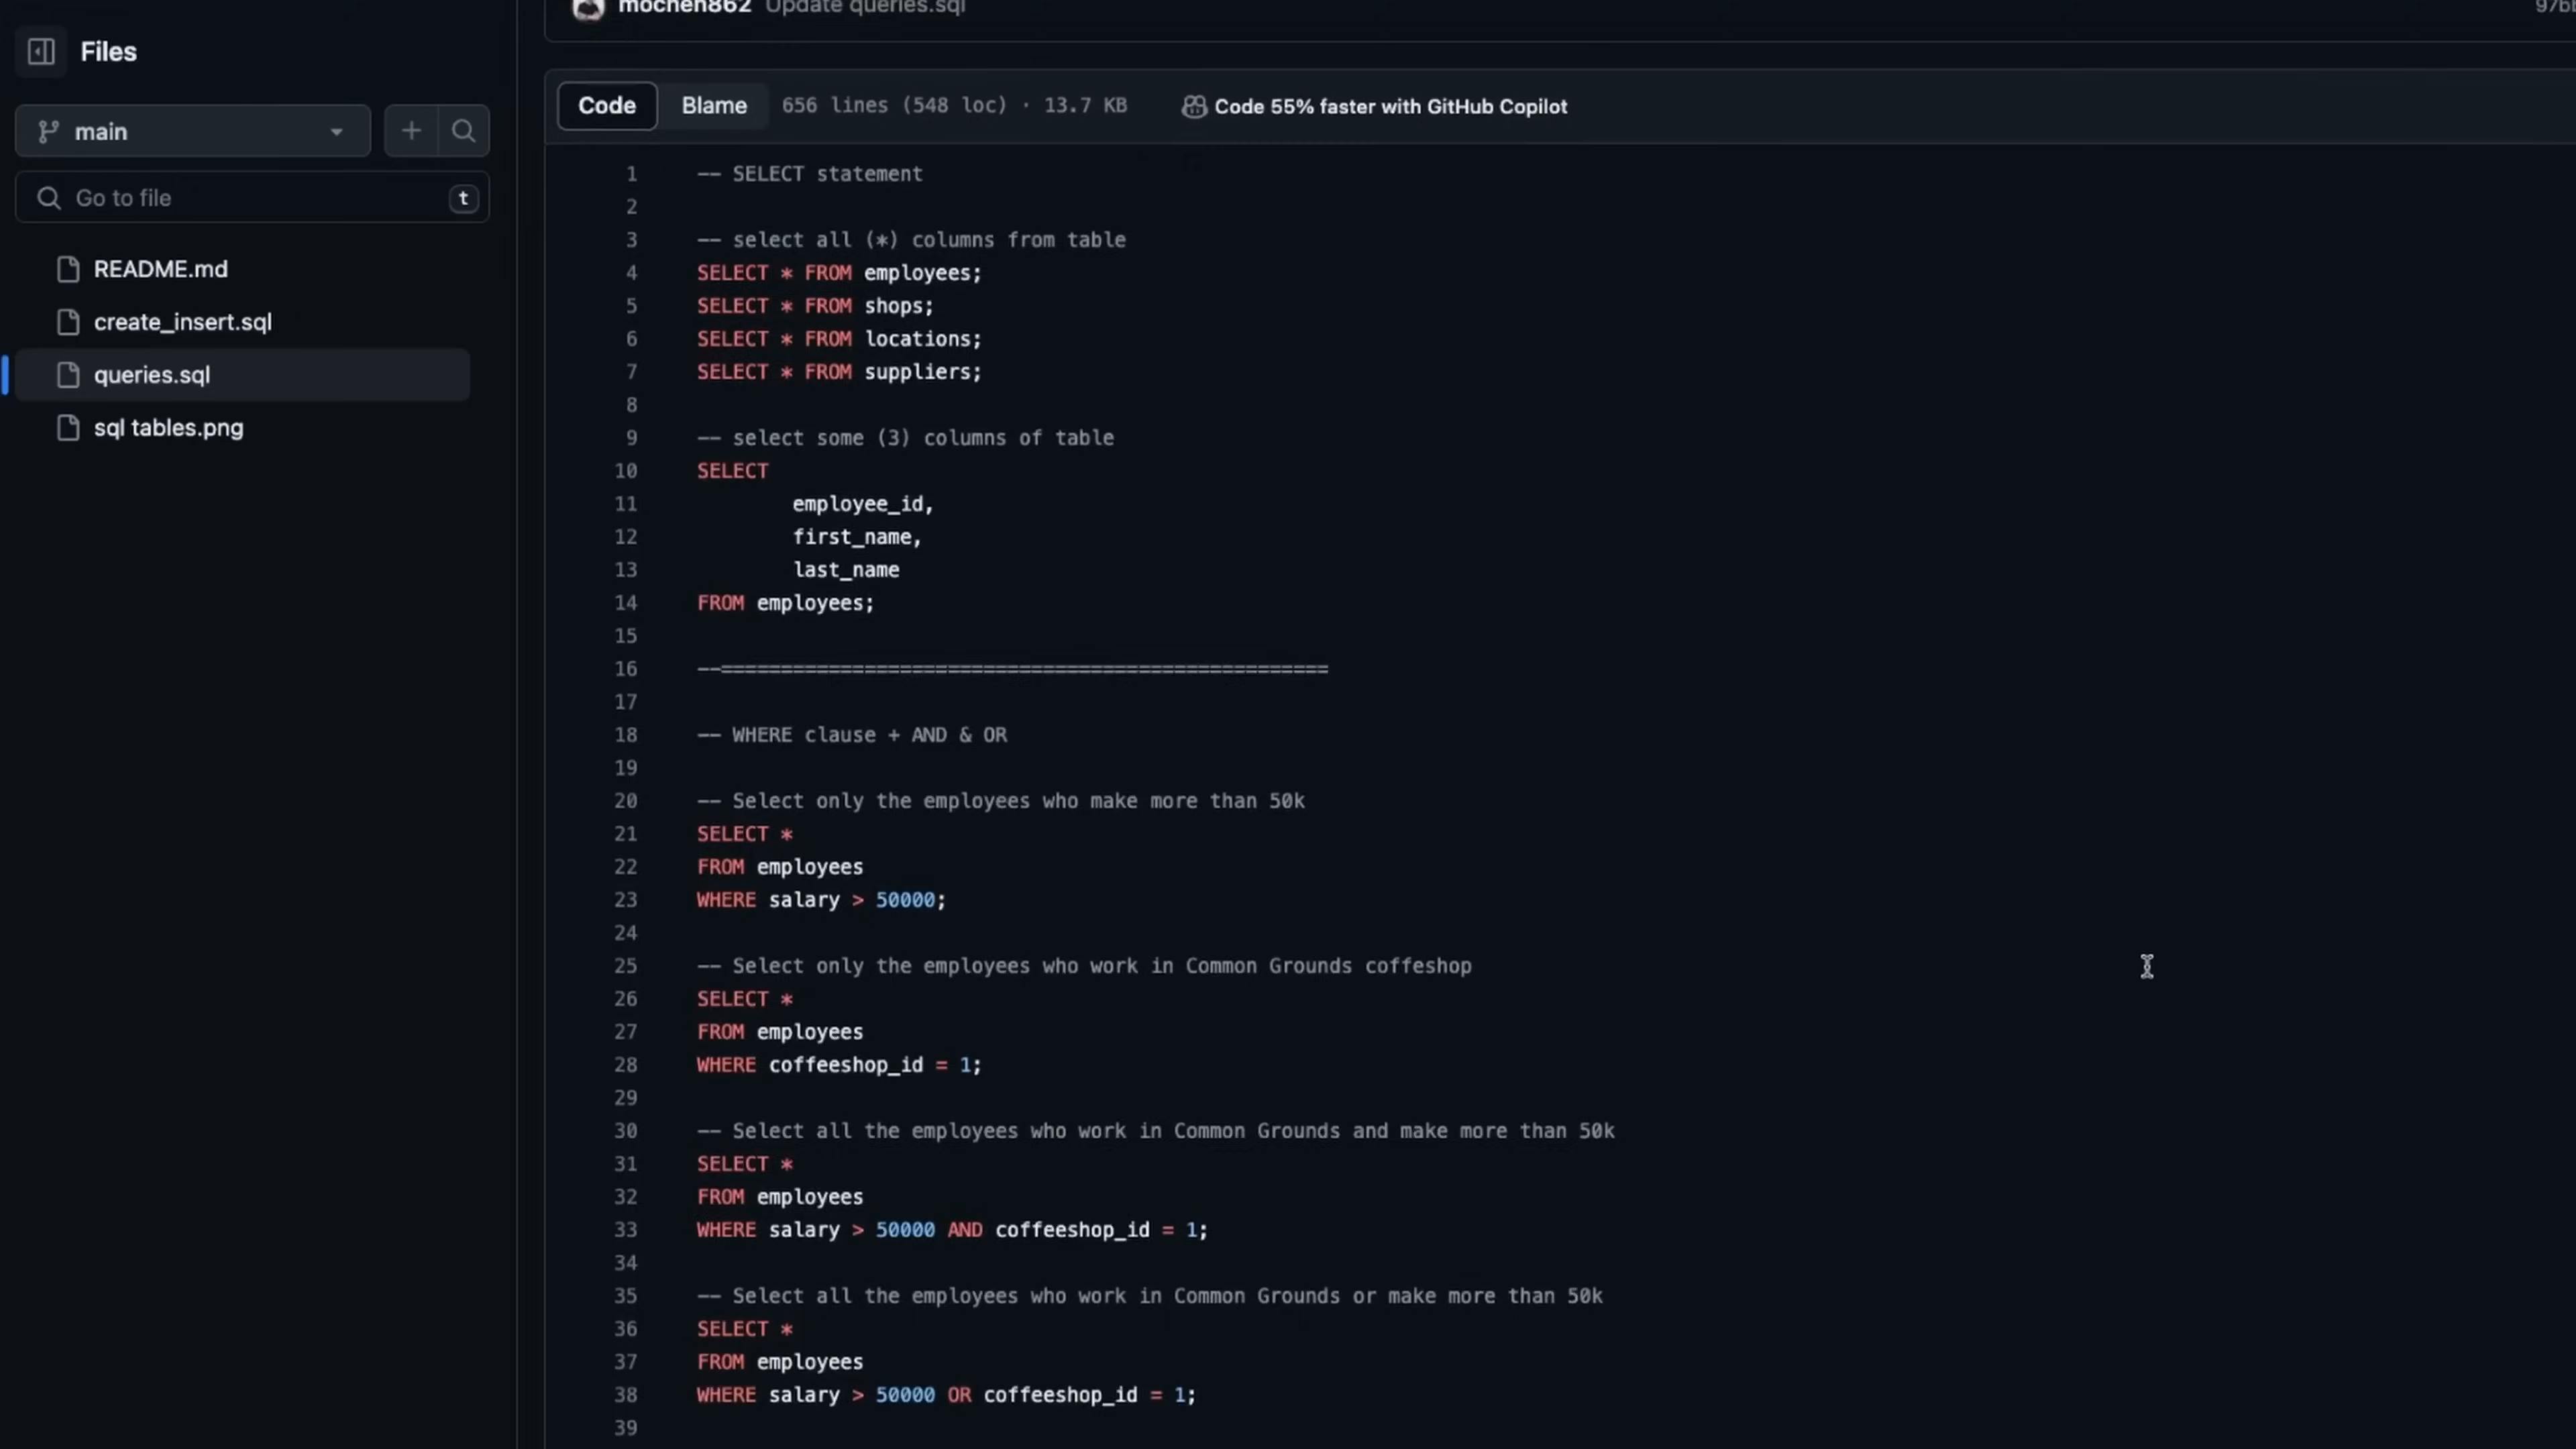 mochen862 Update queries.sql
Files
main
Go to file t
README.md
create_insert.sql
queries.sql
sql tables.png
Code Blame 656 lines (548 loc) · 13.7 KB Code 55% faster with GitHub Copilot
1 -- SELECT statement
2
3 -- select all (*) columns from table
4 SELECT * FROM employees;
5 SELECT * FROM shops;
6 SELECT * FROM locations;
7 SELECT * FROM suppliers;
8
9 -- select some (3) columns of table
10 SELECT
11 employee_id,
12 first_name,
13 last_name
14 FROM employees;
15
16 --===================================================
17
18 -- WHERE clause + AND & OR
19
20 -- Select only the employees who make more than 50k
21 SELECT *
22 FROM employees
23 WHERE salary > 50000;
24
25 -- Select only the employees who work in Common Grounds coffeshop
26 SELECT *
27 FROM employees
28 WHERE coffeeshop_id = 1;
29
30 -- Select all the employees who work in Common Grounds and make more than 50k
31 SELECT *
32 FROM employees
33 WHERE salary > 50000 AND coffeeshop_id = 1;
34
35 -- Select all the employees who work in Common Grounds or make more than 50k
36 SELECT *
37 FROM employees
38 WHERE salary > 50000 OR coffeeshop_id = 1;
39